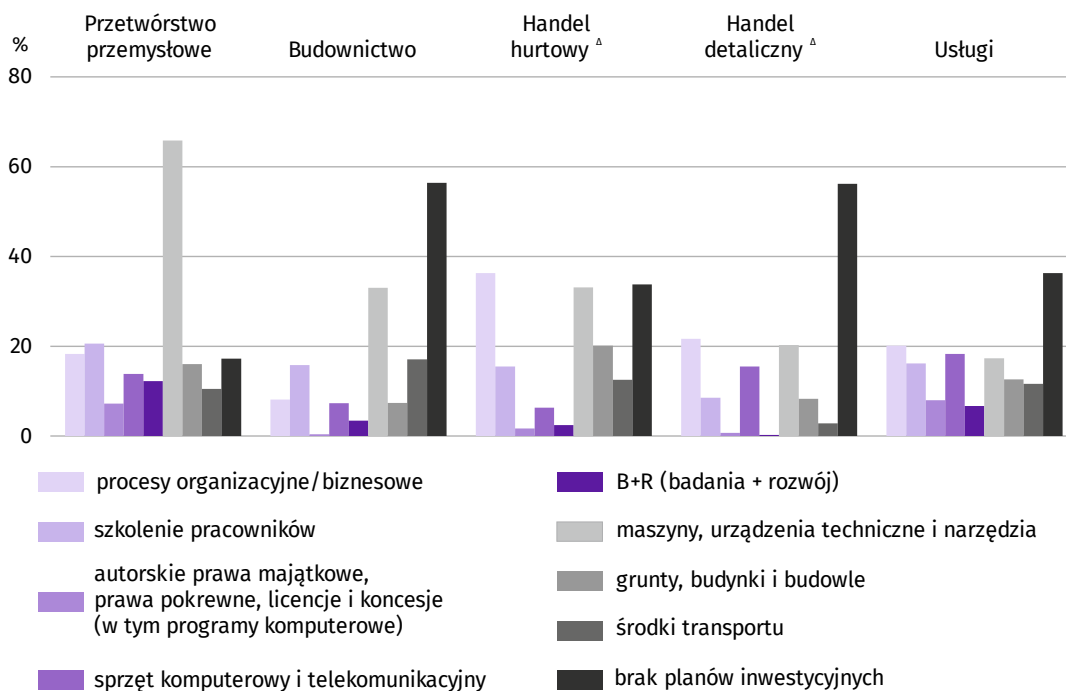 %
Przetwórstwo
przemysłowe
Budownictwo
Handel
hurtowy Δ
Handel
detaliczny Δ
Usługi
80
60
40
20
0
procesy organizacyjne/biznesowe
szkolenie pracowników
autorskie prawa majątkowe,
prawa pokrewne, licencje i koncesje
(w tym programy komputerowe)
sprzęt komputerowy i telekomunikacyjny
B+R (badania + rozwój)
maszyny, urządzenia techniczne i narzędzia
grunty, budynki i budowle
środki transportu
brak planów inwestycyjnych